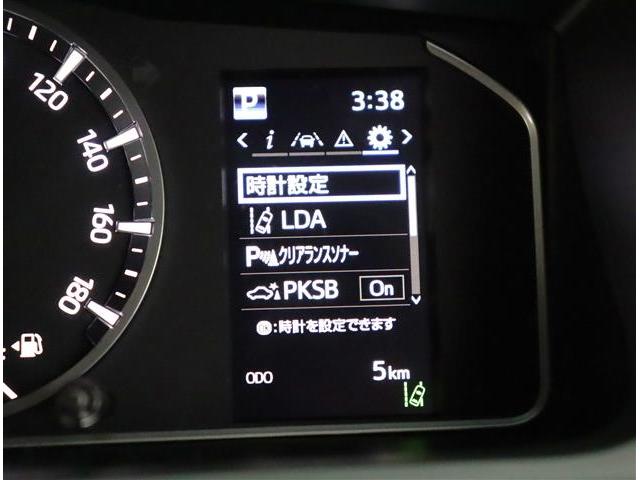 120
140
160
180
P 3:38
i
時計設定
LDA
P クリアランスソナー
PKSB On
:時計を設定できます
ODO 5km